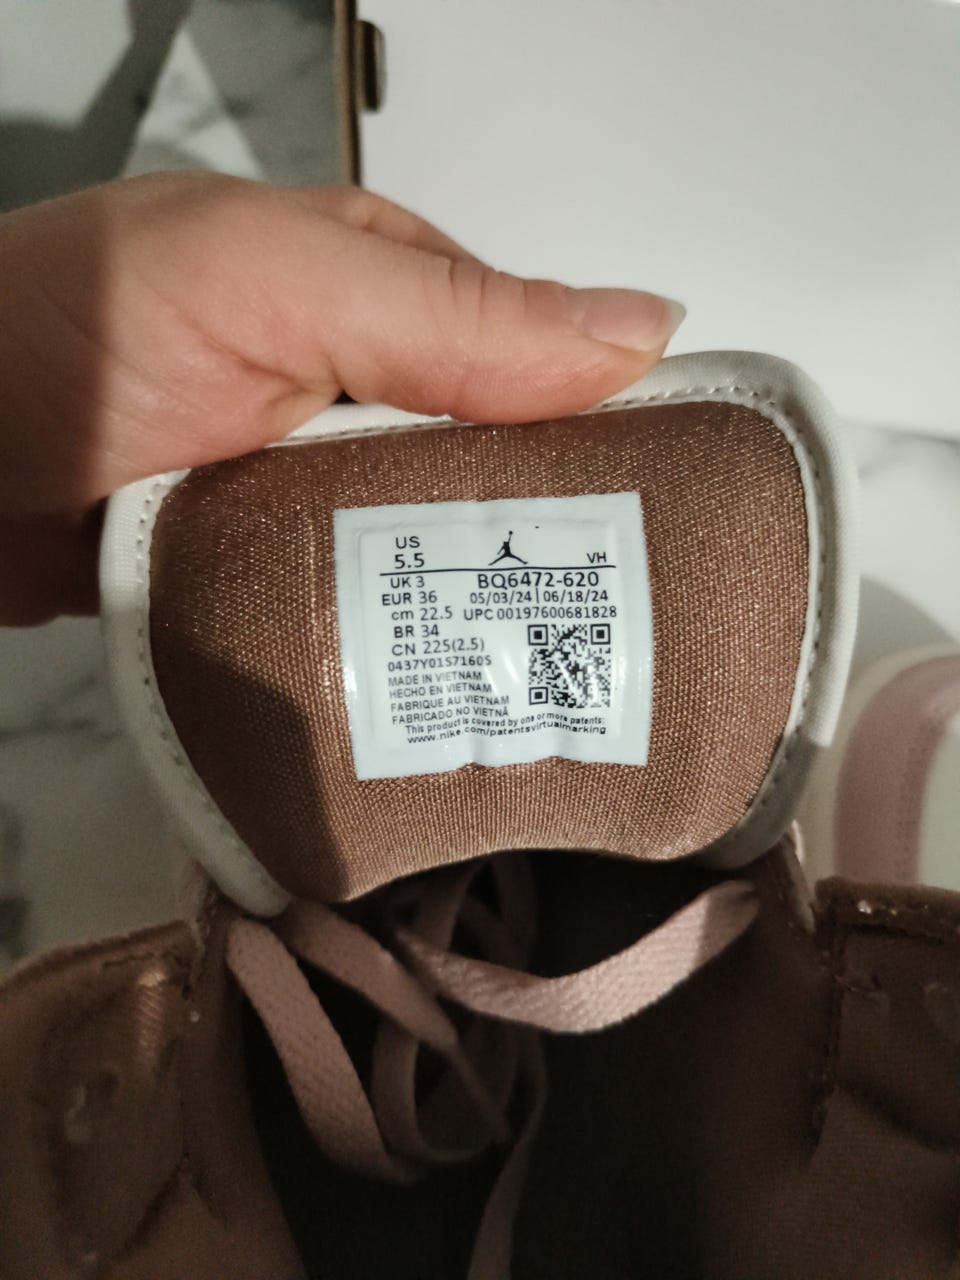 US
5.5
VH
UK 3
BQ6472-620
EUR 36
05/03/24 | 06/18/24
cm 22.5
UPC 00197600681828
BR 34
CN 225(2.5)
0437Y01S7160S
MADE IN VIETNAM
HECHO EN VIETNAM
FABRIQUE AU VIETNAM
FABRICADO NO VIETNÃ
This product is covered by one or more patents:
www.nike.com/patentsvirtualmarking